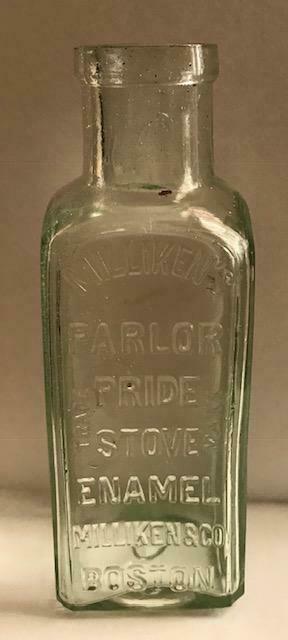 MILLIKEN'S
PARLOR
PRIDE
STOVE
ENAMEL
MILLIKEN & CO
BOSTON